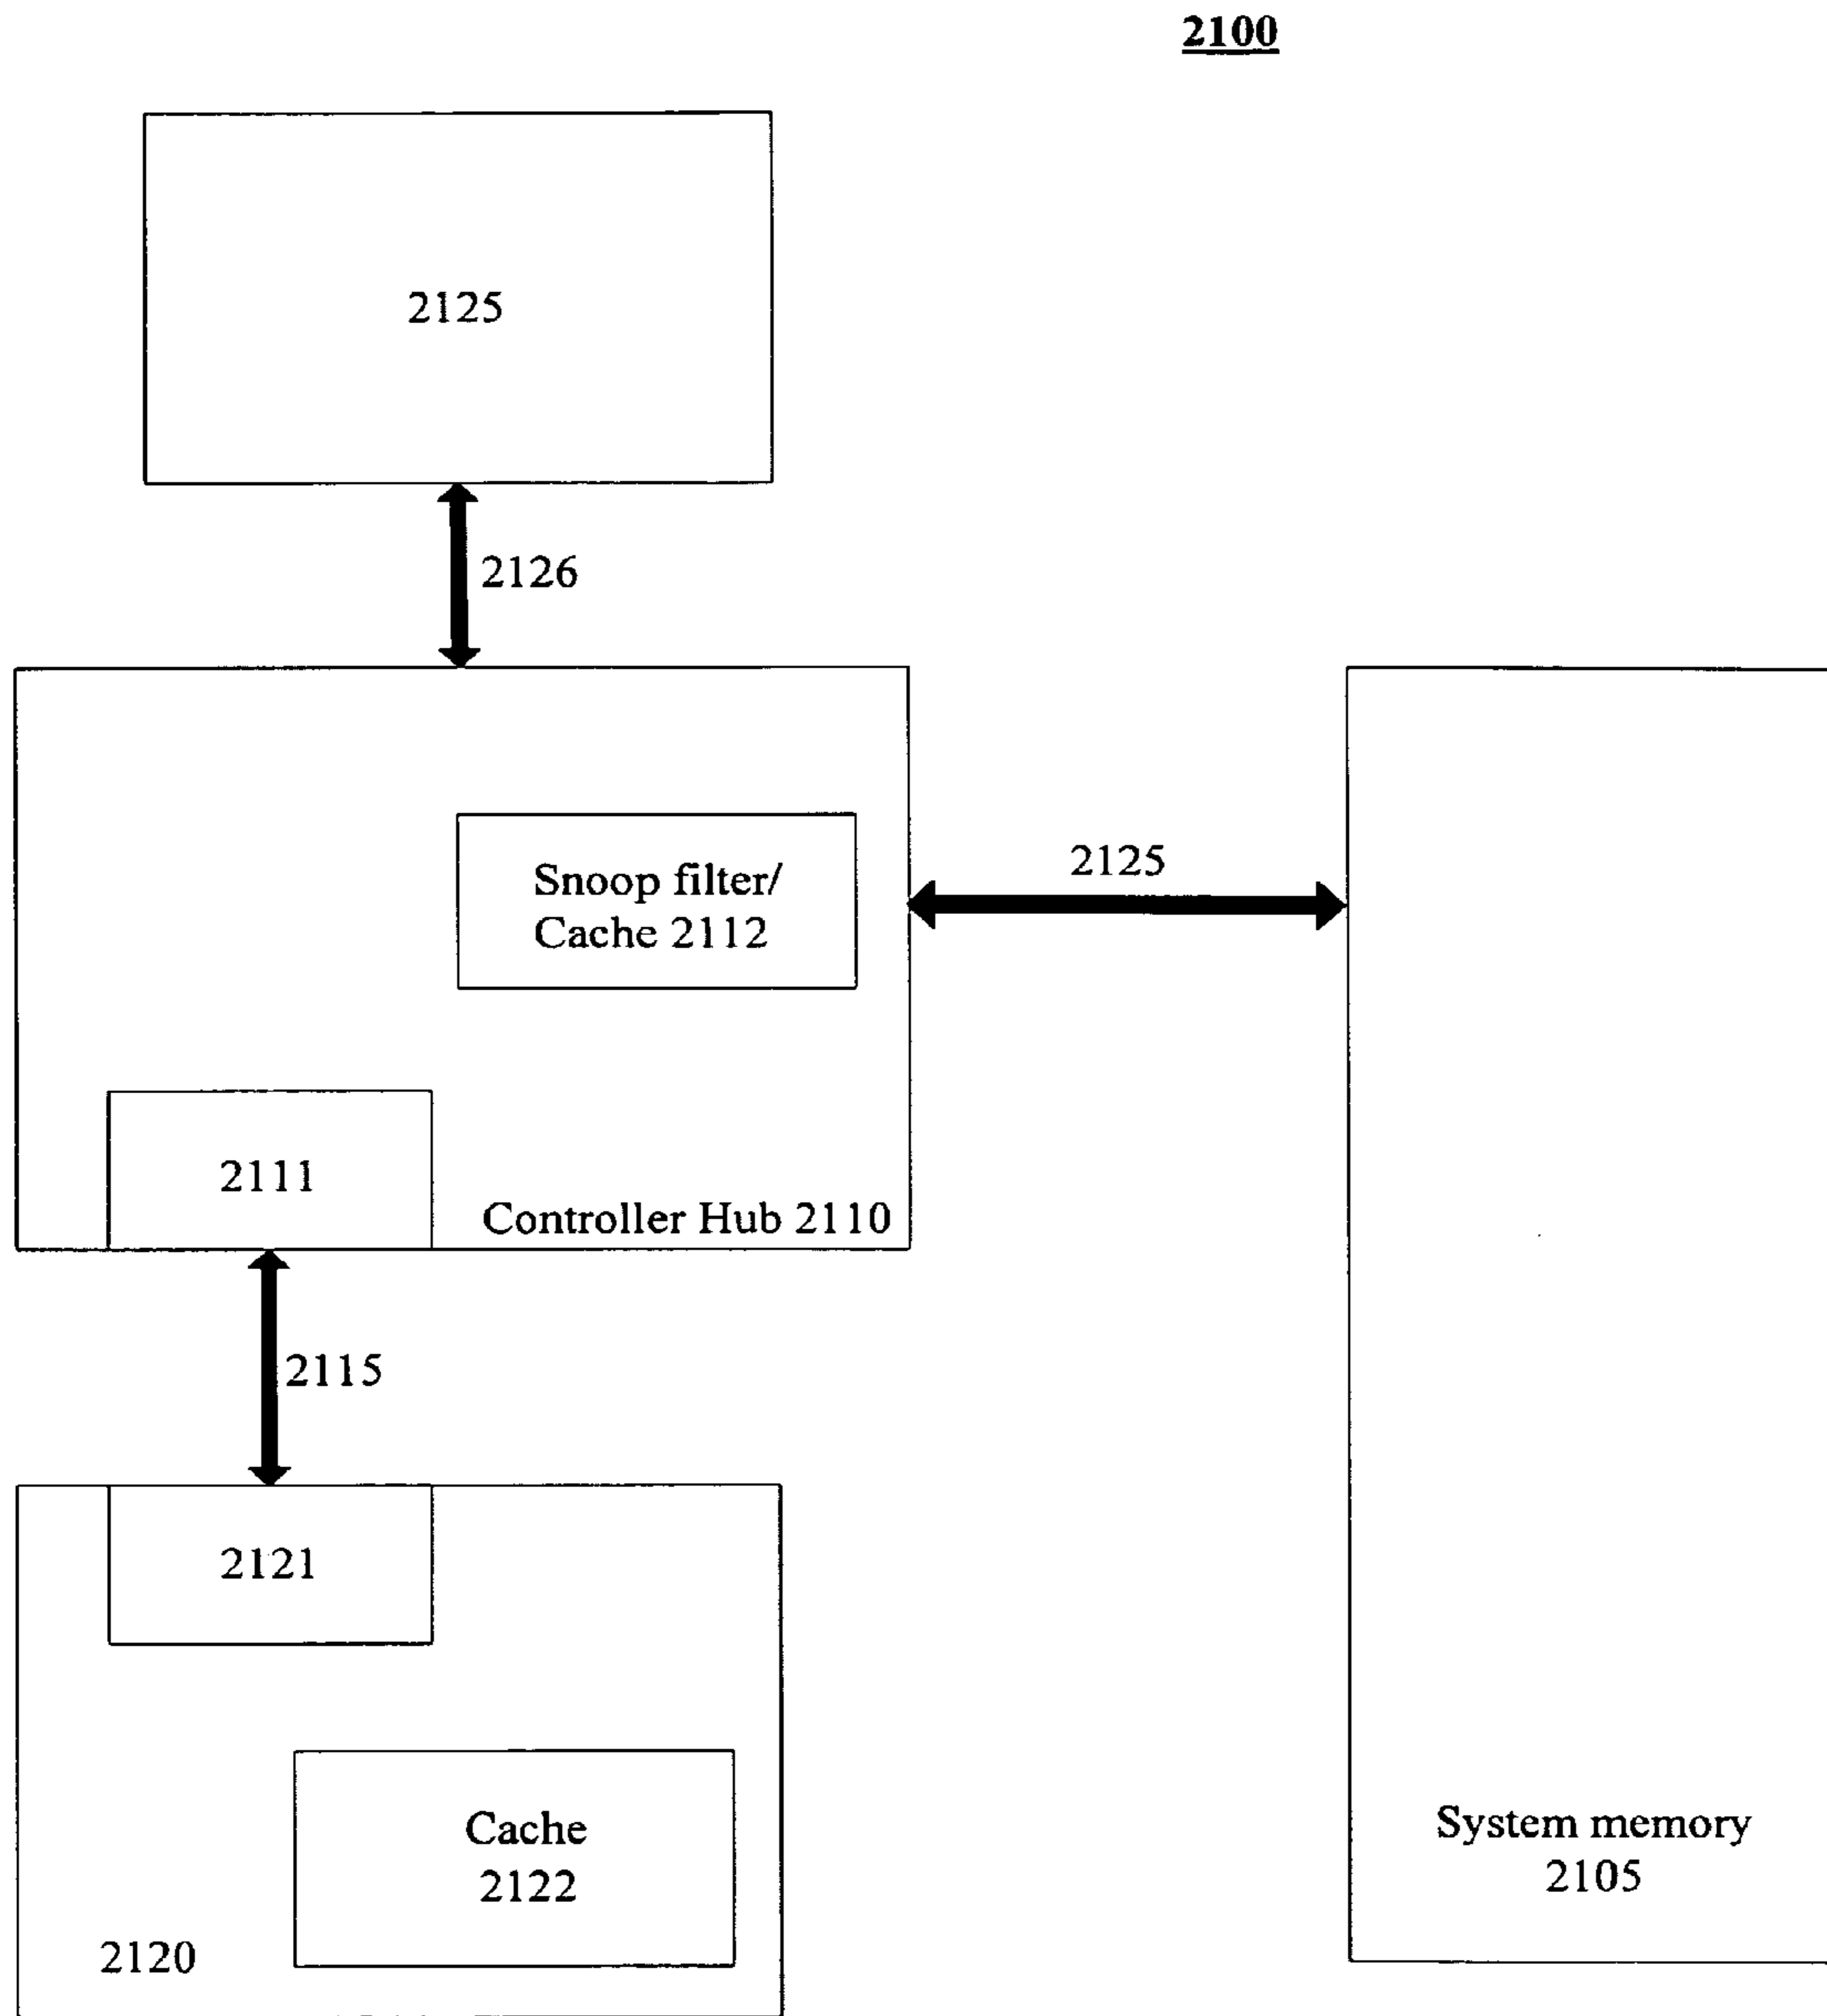 2100
2125
2126
Snoop filter/
Cache 2112
2125
2111
Controller Hub 2110
2115
2121
Cache
2122
2120
System memory
2105